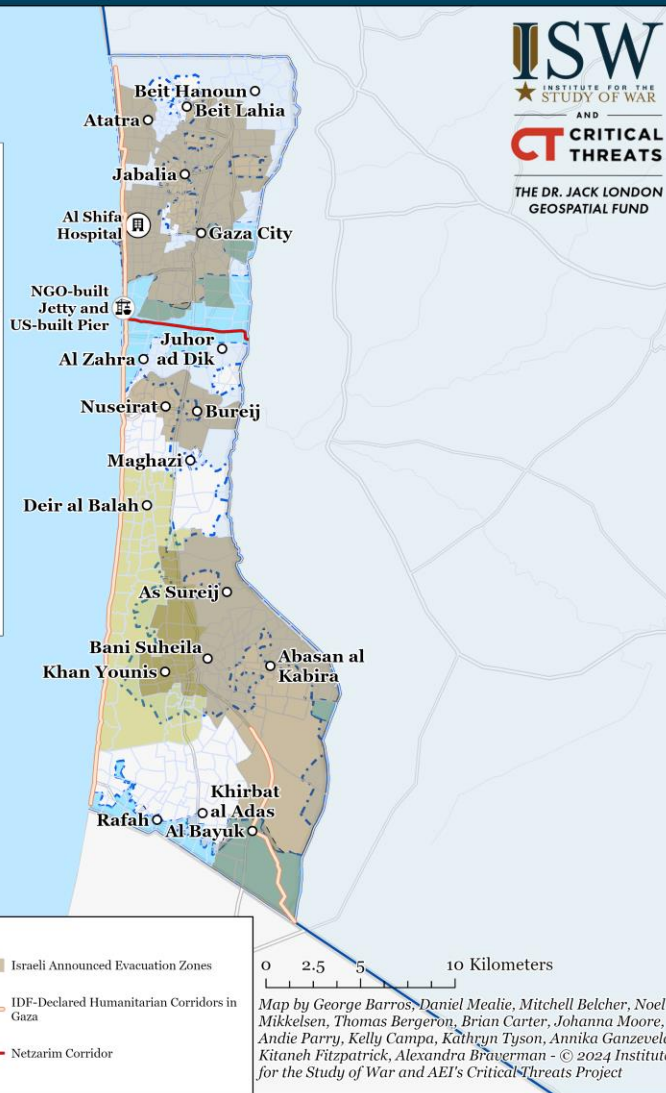 ISW
INSTITUTE FOR THE
STUDY OF WAR
AND
CT CRITICAL
THREATS
THE DR. JACK LONDON
GEOSPATIAL FUND
Beit Hanoun
Beit Lahia
Atatra
Jabalia
Al Shifa
Hospital
Gaza City
NGO-built
Jetty and
US-built Pier
Juhor
ad Dik
Al Zahra
Nuseirat
Bureij
Maghazi
Deir al Balah
As Sureij
Bani Suheila
Khan Younis
Abasan al
Kabira
Khirbat
al Adas
Rafah
Al Bayuk
Israeli Announced Evacuation Zones
IDF-Declared Humanitarian Corridors in
Gaza
Netzarim Corridor
0 2.5 5 10 Kilometers
Map by George Barros, Daniel Mealie, Mitchell Belcher, Noel
Mikkelsen, Thomas Bergeron, Brian Carter, Johanna Moore,
Andie Parry, Kelly Campa, Kathryn Tyson, Annika Ganzeveld
Kitaneh Fitzpatrick, Alexandra Braverman - © 2024 Institute
for the Study of War and AEI's Critical Threats Project